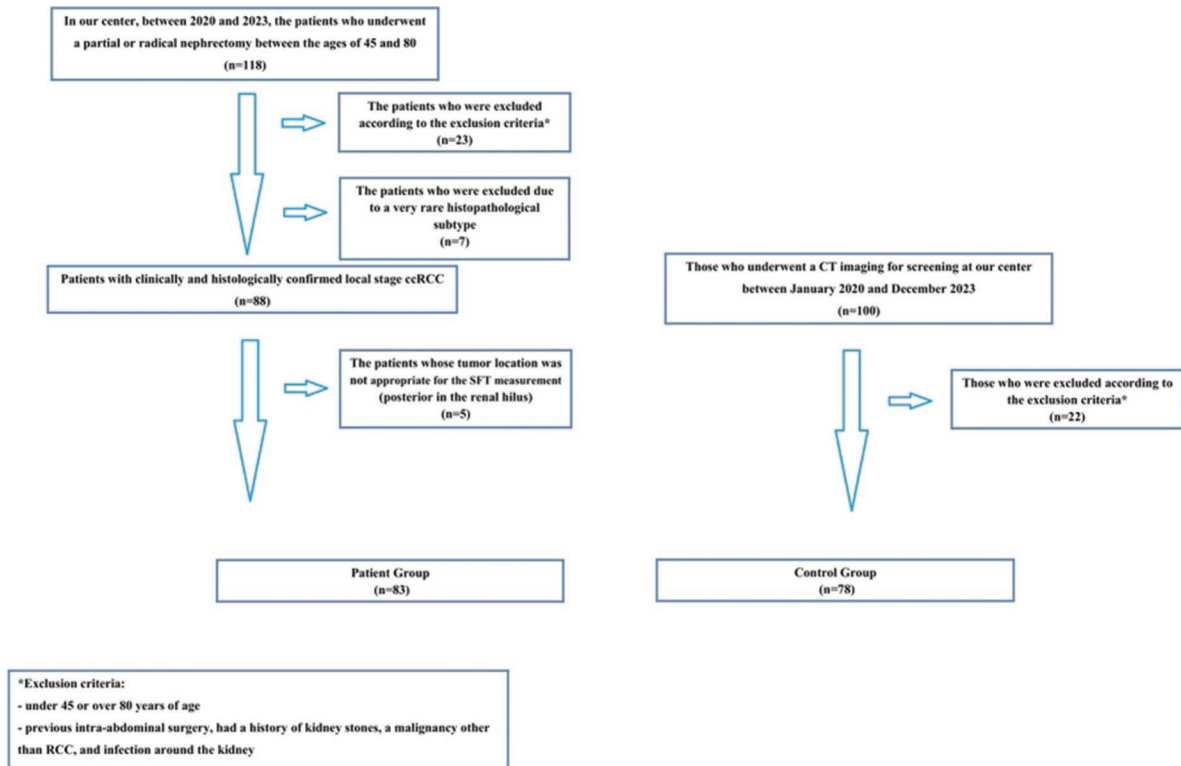 In our center, between 2020 and 2023, the patients who underwent
a partial or radical nephrectomy between the ages of 45 and 80
(n=118)
The patients who were excluded
according to the exclusion criteria*
(n=23)
The patients who were excluded due
to a very rare histopathological
subtype
(n=7)
Patients with clinically and histologically confirmed local stage ccRCC
(n=88)
The patients whose tumor location was
not appropriate for the SFT measurement
(posterior in the renal hilus)
(n=5)
Patient Group
(n=83)
Those who underwent a CT imaging for screening at our center
between January 2020 and December 2023
(n=100)
Those who were excluded according to
the exclusion criteria*
(n=22)
Control Group
(n=78)
*Exclusion criteria:
- under 45 or over 80 years of age
- previous intra-abdominal surgery, had a history of kidney stones, a malignancy other
than RCC, and infection around the kidney